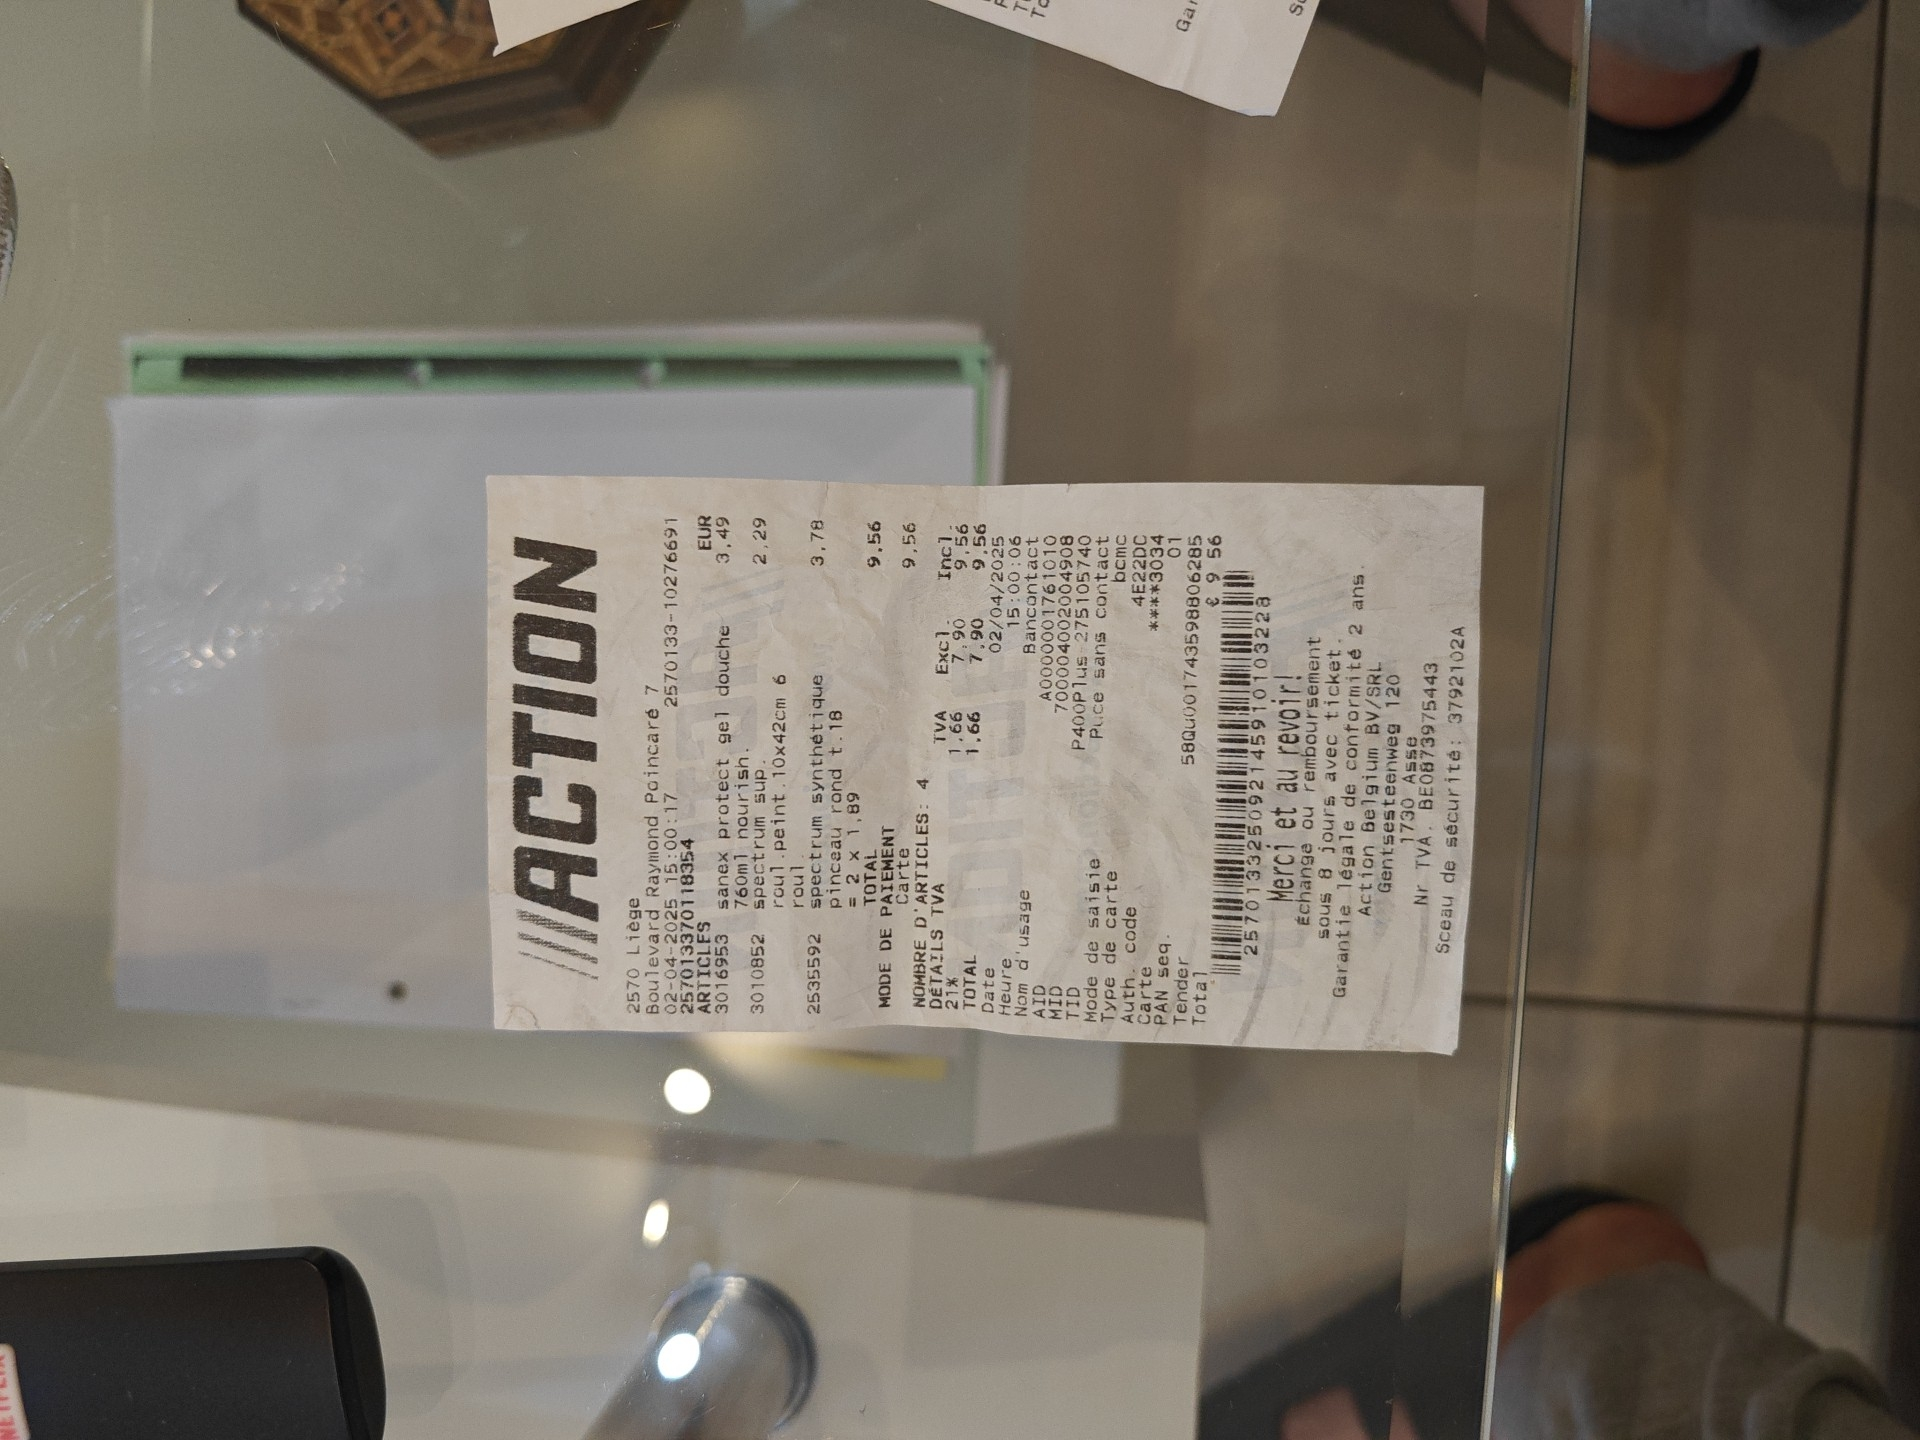 ///ACTION
2570 Liège
Boulevard Raymond Poincaré 7
02-04-2025 15:00:17 2570133-10276691
2570133701118354
ARTICLES EUR
3016953 sanex protect gel douche 3,49
760ml nourish.
3010852 spectrum sup. 2,29
roul.peint.10x42cm 6
roul.
2535592 spectrum synthétique 3,78
pinceau rond t.18
= 2 x 1,89
TOTAL 9,56
MODE DE PAIEMENT
Carte 9,56
NOMBRE D'ARTICLES: 4
DÉTAILS TVA TVA Excl. Incl.
21% 1,66 7,90 9,56
TOTAL 1,66 7,90 9,56
Date 02/04/2025
Heure 15:00:06
Nom d'usage Bancontact
AID A0000001761010
MID 700004002004908
TID P400Plus-275105740
Mode de saisie Puce sans contact
Type de carte bcmc
Auth. code 4E22DC
Carte ****3034
PAN seq. 01
Tender 58QU001743598806285
Total € 9,56
2570133250921459101032228
Merci et au revoir!
Échange ou remboursement
sous 8 jours avec ticket.
Garantie légale de conformité 2 ans.
Action Belgium BV/SRL
Gentsesteenweg 120
1730 Asse
Nr TVA. BE0873975443
Sceau de sécurité: 3792102A
NETFLIX